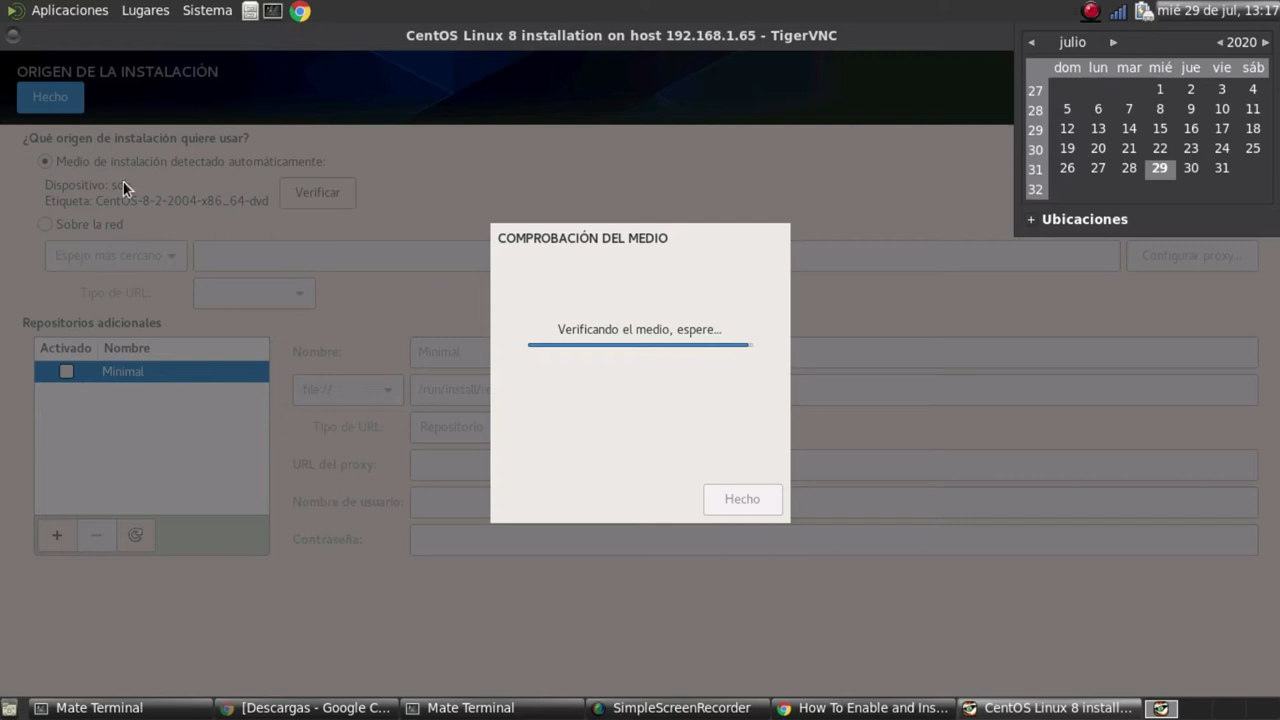 Aplicaciones Lugares Sistema mié 29 de jul, 13:17
CentOS Linux 8 installation on host 192.168.1.65 - TigerVNC
ORIGEN DE LA INSTALACIÓN
Hecho
¿Qué origen de instalación quiere usar?
Medio de instalación detectado automáticamente:
Dispositivo:
Etiqueta: CentOS-8-2-2004-x86_64-dvd
Verificar
Sobre la red
Espejo más cercano
Configurar proxy...
Tipo de URL:
Repositorios adicionales
Activado Nombre
Minimal
+ −
Nombre: Minimal
file://
Tipo de URL: Repositorio
URL del proxy:
Nombre de usuario:
Contraseña:
COMPROBACIÓN DEL MEDIO
Verificando el medio, espere...
Hecho
julio 2020
dom lun mar mié jue vie sáb
27 1 2 3 4
28 5 6 7 8 9 10 11
29 12 13 14 15 16 17 18
30 19 20 21 22 23 24 25
31 26 27 28 29 30 31
32
+ Ubicaciones
Mate Terminal
[Descargas - Google C...
Mate Terminal
SimpleScreenRecorder
How To Enable and Ins...
CentOS Linux 8 install...